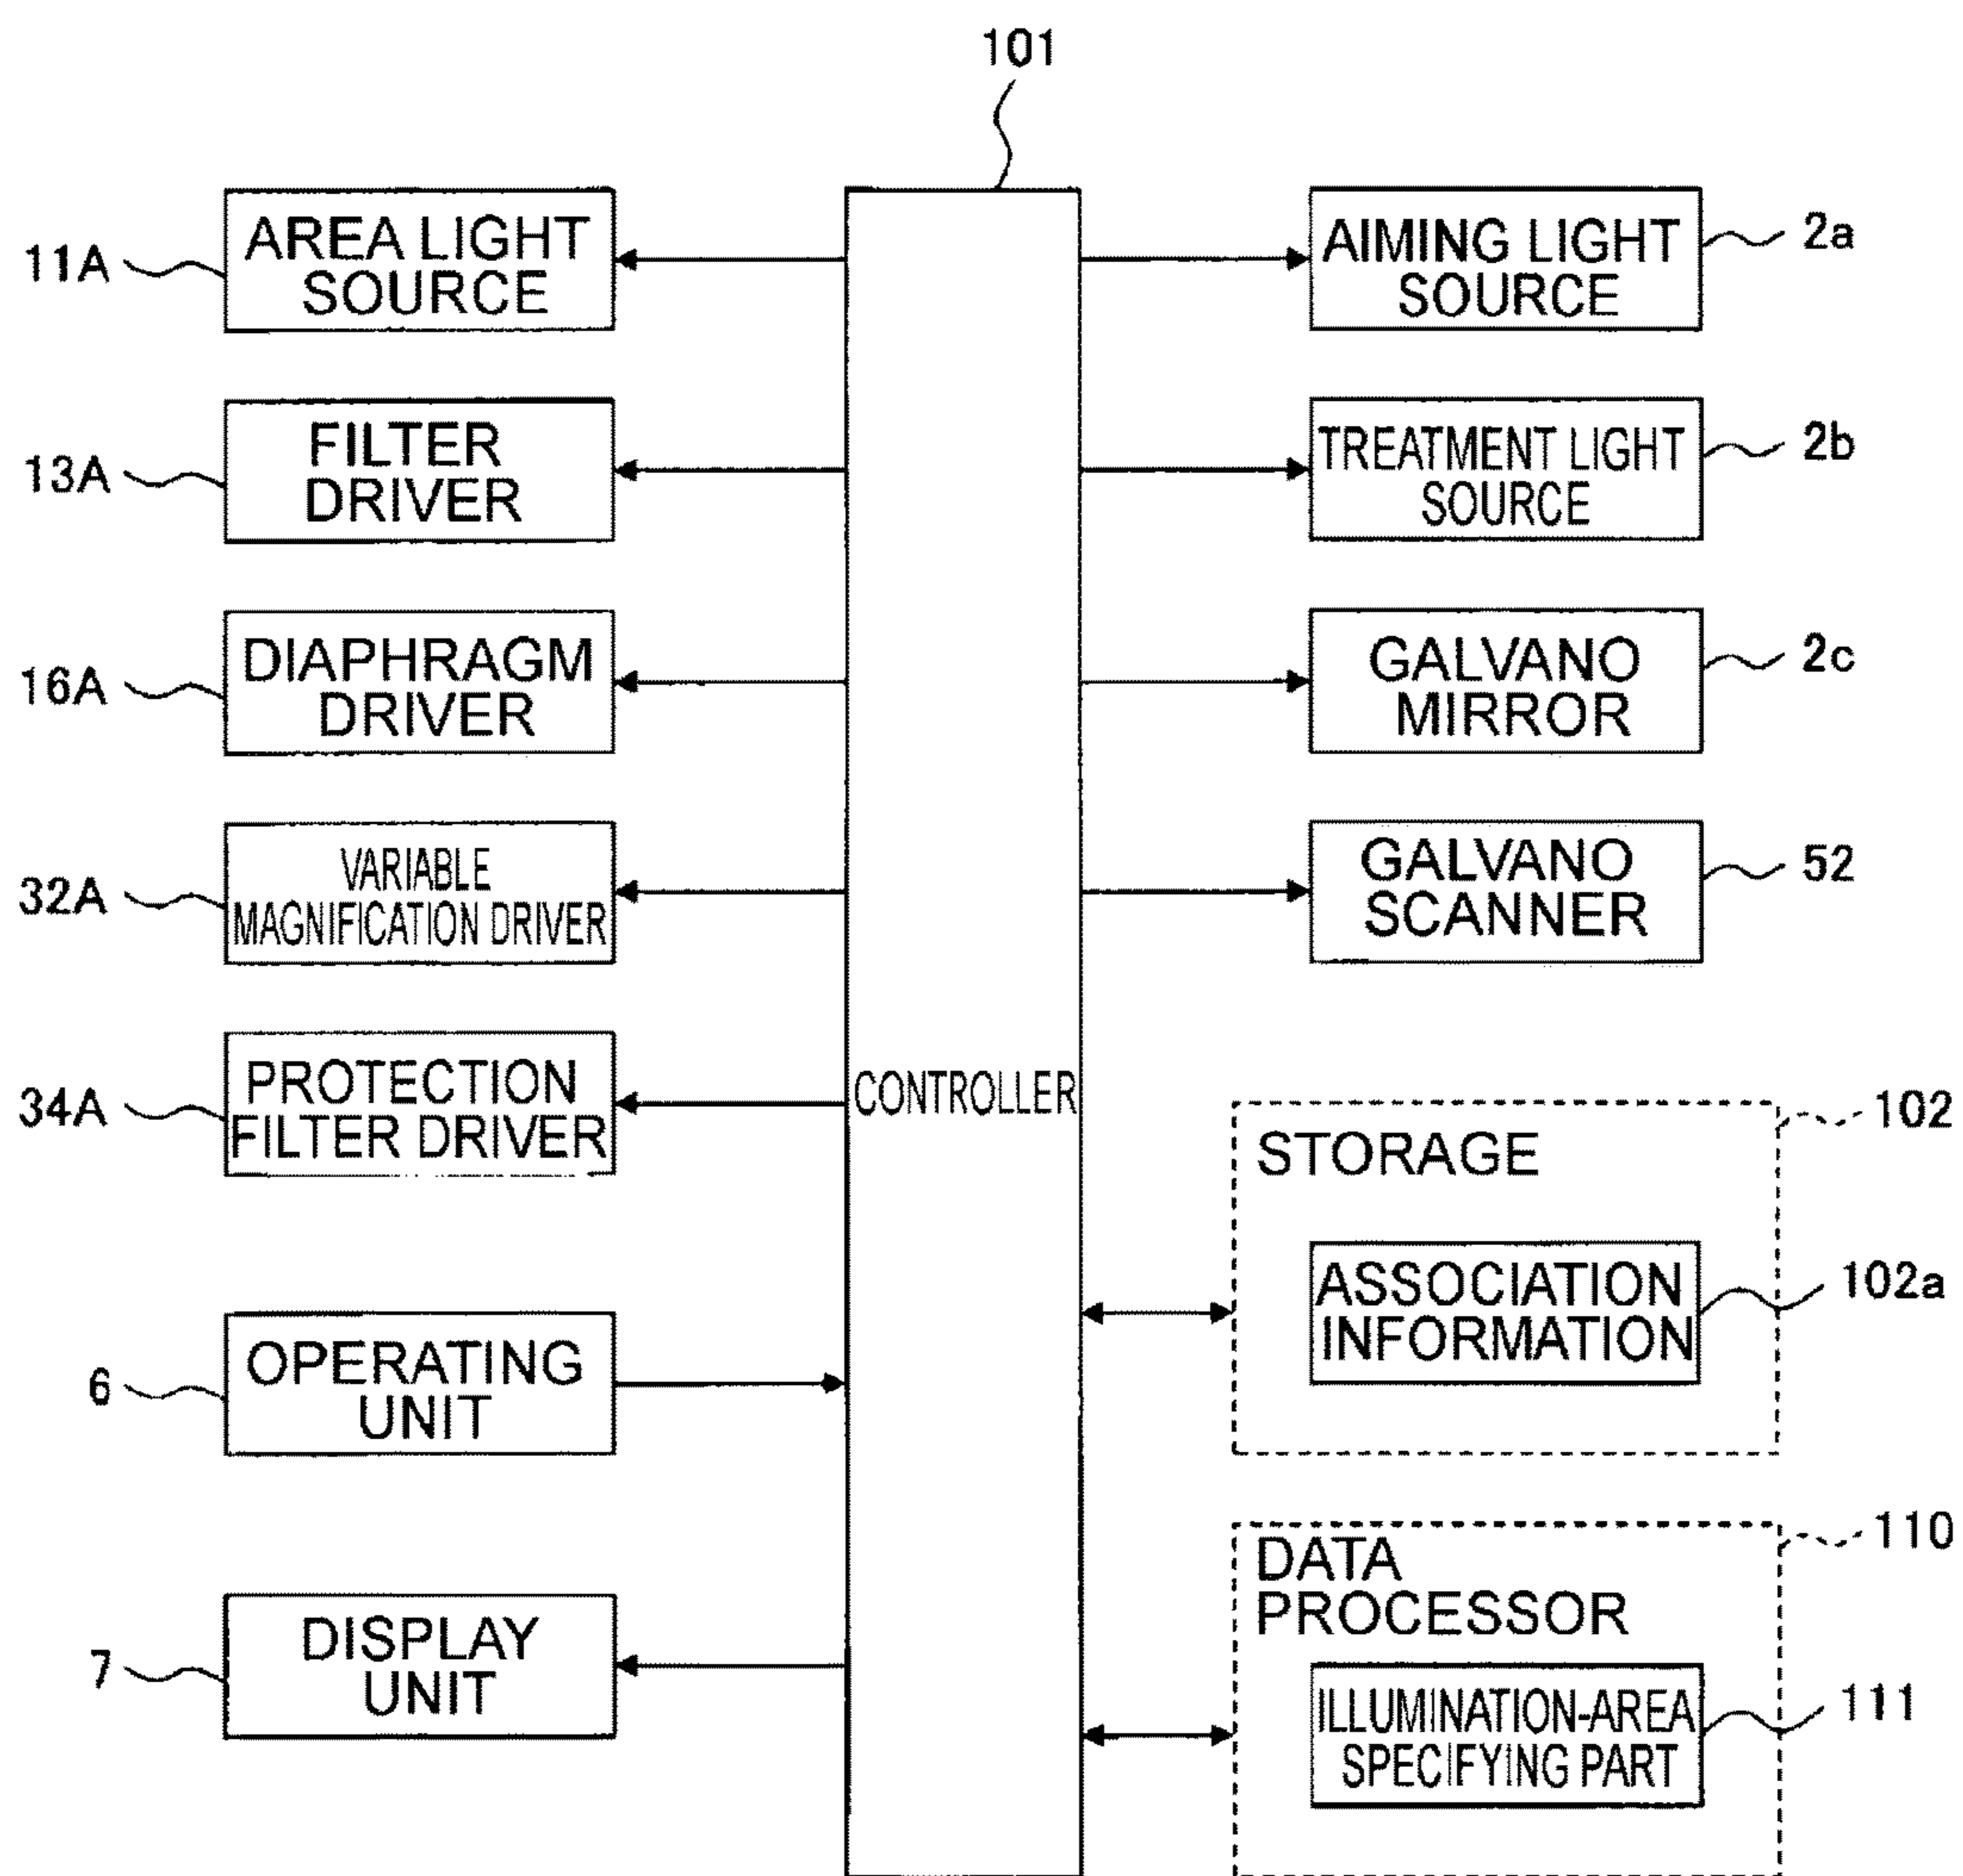 101
11A
AREA LIGHT
SOURCE
AIMING LIGHT
SOURCE
2a
13A
FILTER
DRIVER
TREATMENT LIGHT
SOURCE
2b
16A
DIAPHRAGM
DRIVER
GALVANO
MIRROR
2c
32A
VARIABLE
MAGNIFICATION DRIVER
GALVANO
SCANNER
52
34A
PROTECTION
FILTER DRIVER
CONTROLLER
STORAGE
102
ASSOCIATION
INFORMATION
102a
6
OPERATING
UNIT
DATA
PROCESSOR
110
7
DISPLAY
UNIT
ILLUMINATION-AREA
SPECIFYING PART
111